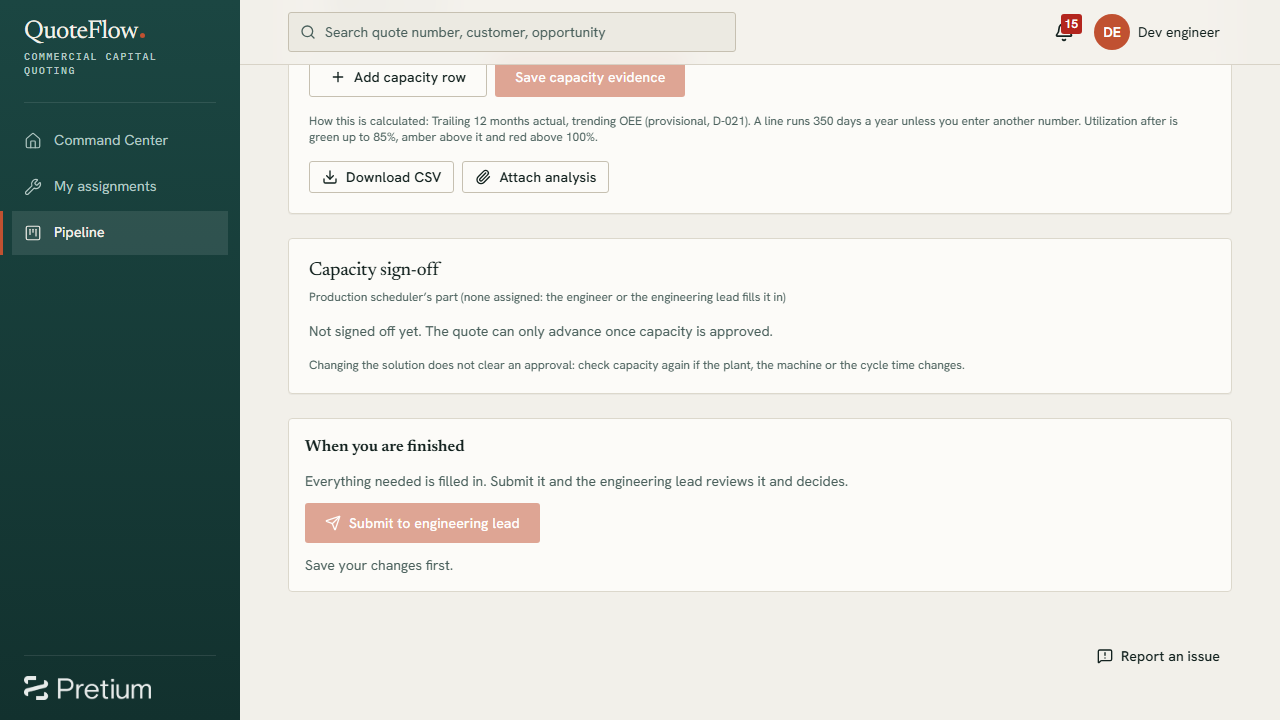 QuoteFlow.
COMMERCIAL CAPITAL
QUOTING
Search quote number, customer, opportunity
15
DE
Dev engineer
Command Center
My assignments
Pipeline
Add capacity row
Save capacity evidence
How this is calculated: Trailing 12 months actual, trending OEE (provisional, D-021). A line runs 350 days a year unless you enter another number. Utilization after is
green up to 85%, amber above it and red above 100%.
Download CSV
Attach analysis
Capacity sign-off
Production scheduler’s part (none assigned: the engineer or the engineering lead fills it in)
Not signed off yet. The quote can only advance once capacity is approved.
Changing the solution does not clear an approval: check capacity again if the plant, the machine or the cycle time changes.
When you are finished
Everything needed is filled in. Submit it and the engineering lead reviews it and decides.
Submit to engineering lead
Save your changes first.
Report an issue
Pretium